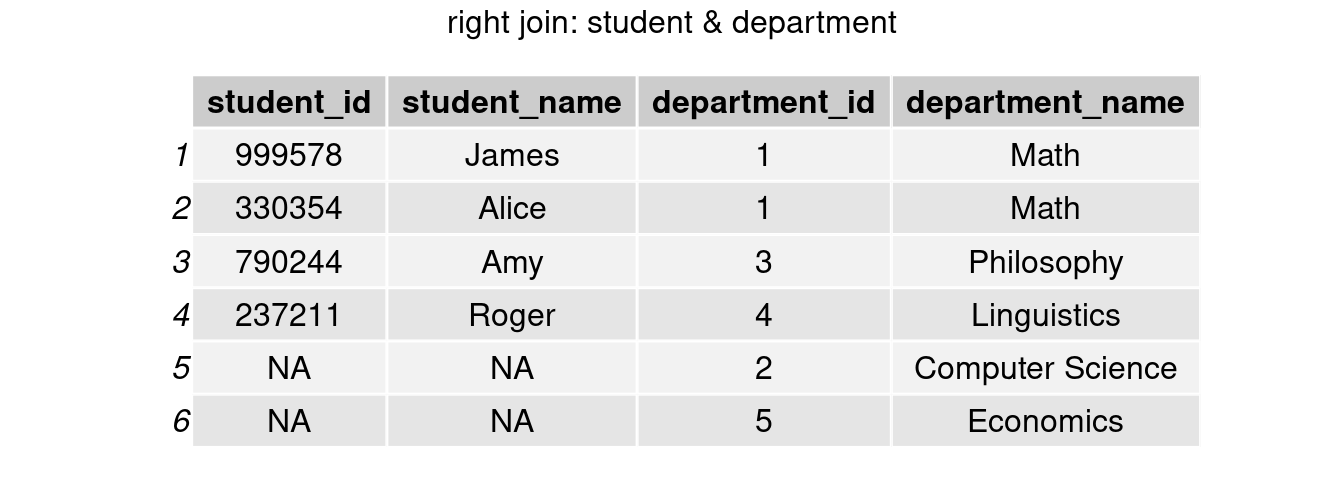 right join: student & department
student_id student_name department_id department_name
1 999578 James 1 Math
2 330354 Alice 1 Math
3 790244 Amy 3 Philosophy
4 237211 Roger 4 Linguistics
5 NA NA 2 Computer Science
6 NA NA 5 Economics